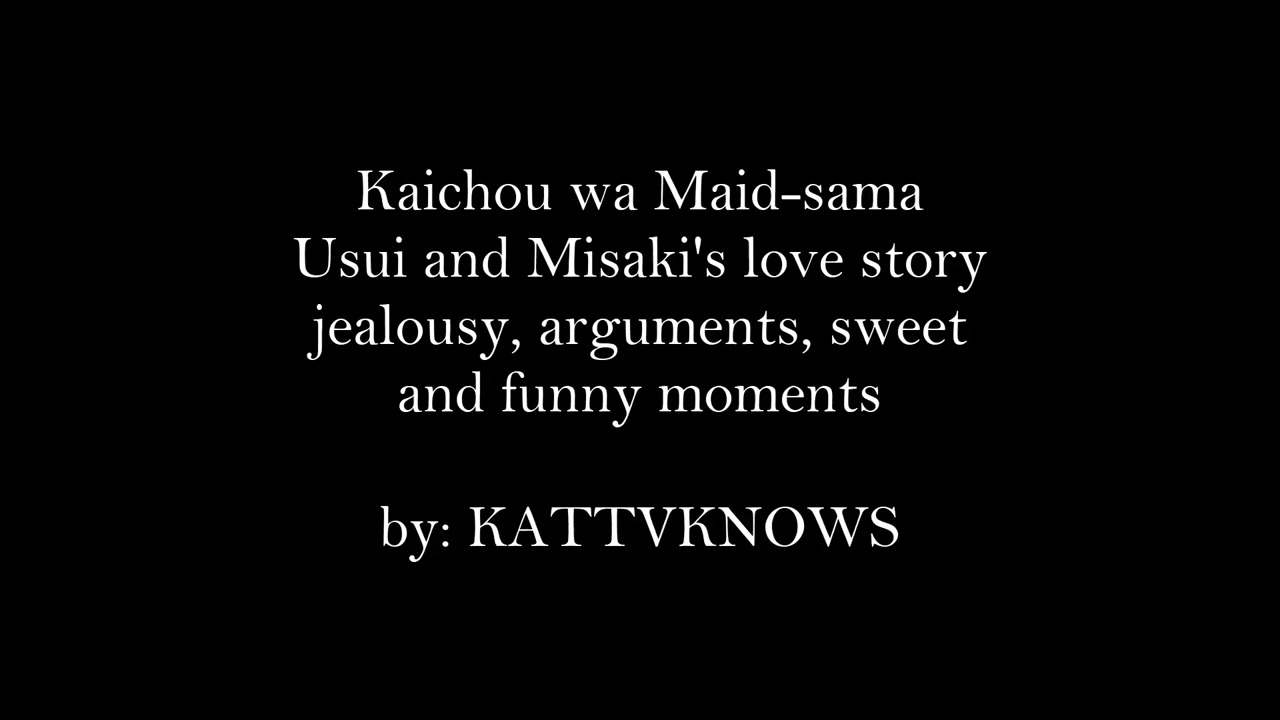 Kaichou wa Maid-sama
Usui and Misaki's love story
jealousy, arguments, sweet
and funny moments
by: KATTVKNOWS